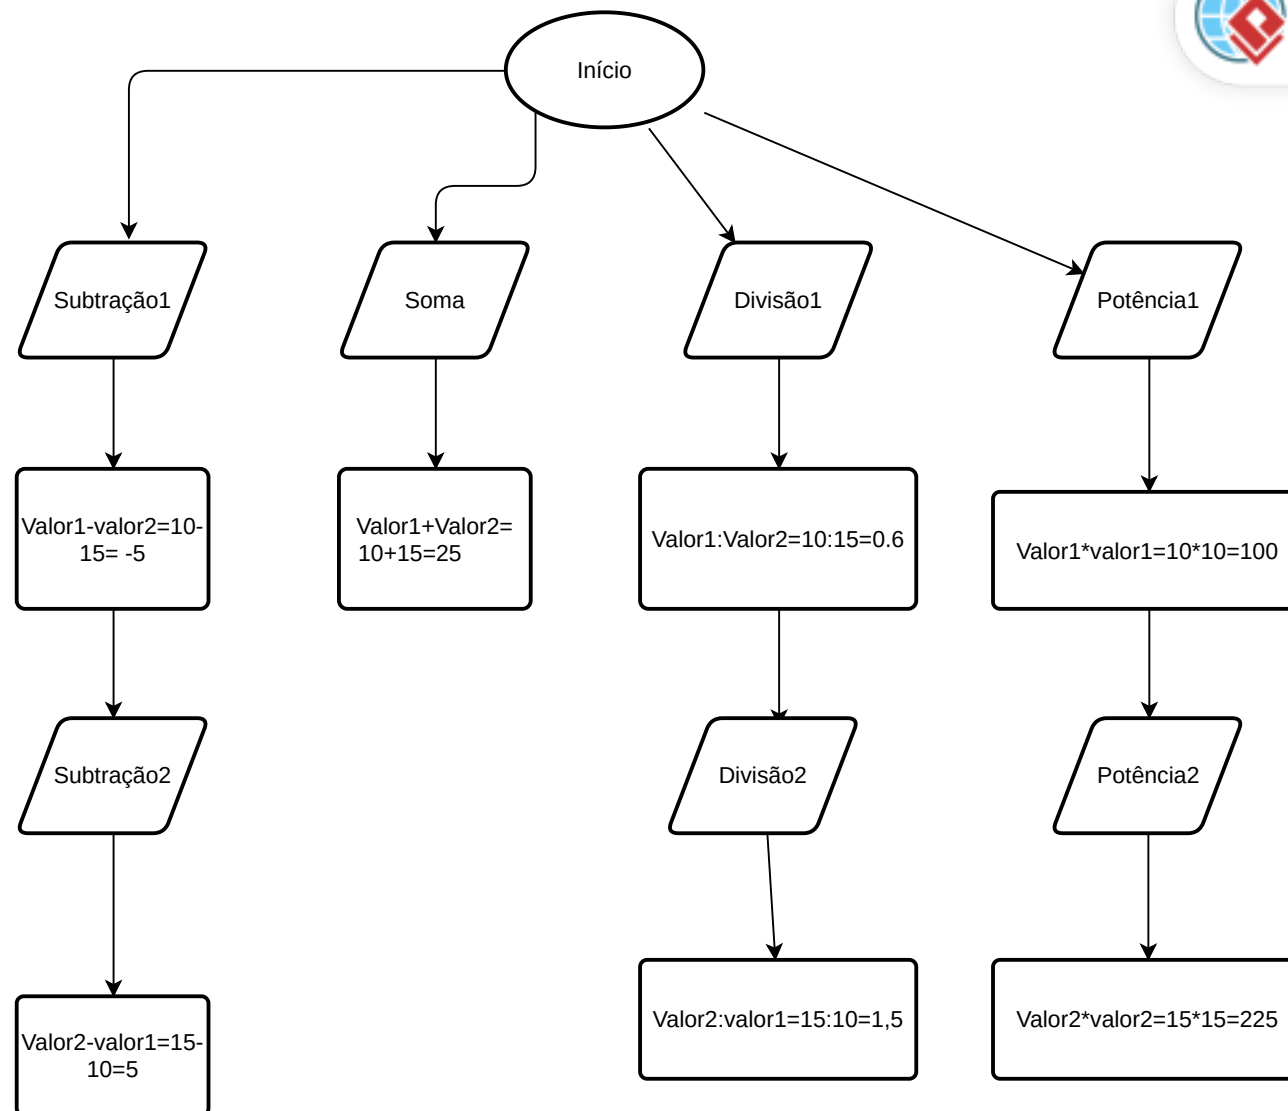 Início
Subtração1
Soma
Divisão1
Potência1
Valor1-valor2=10-
15= -5
Valor1+Valor2=
10+15=25
Valor1:Valor2=10:15=0.6
Valor1*valor1=10*10=100
Subtração2
Divisão2
Potência2
Valor2-valor1=15-
10=5
Valor2:valor1=15:10=1,5
Valor2*valor2=15*15=225